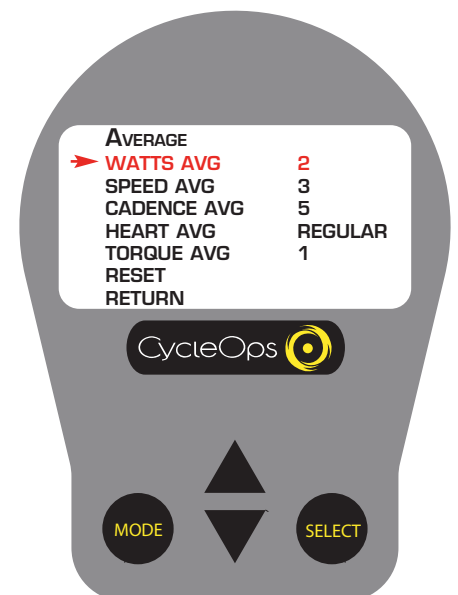 AVERAGE
WATTS AVG 2
SPEED AVG 3
CADENCE AVG 5
HEART AVG REGULAR
TORQUE AVG 1
RESET
RETURN
CycleOps
MODE SELECT